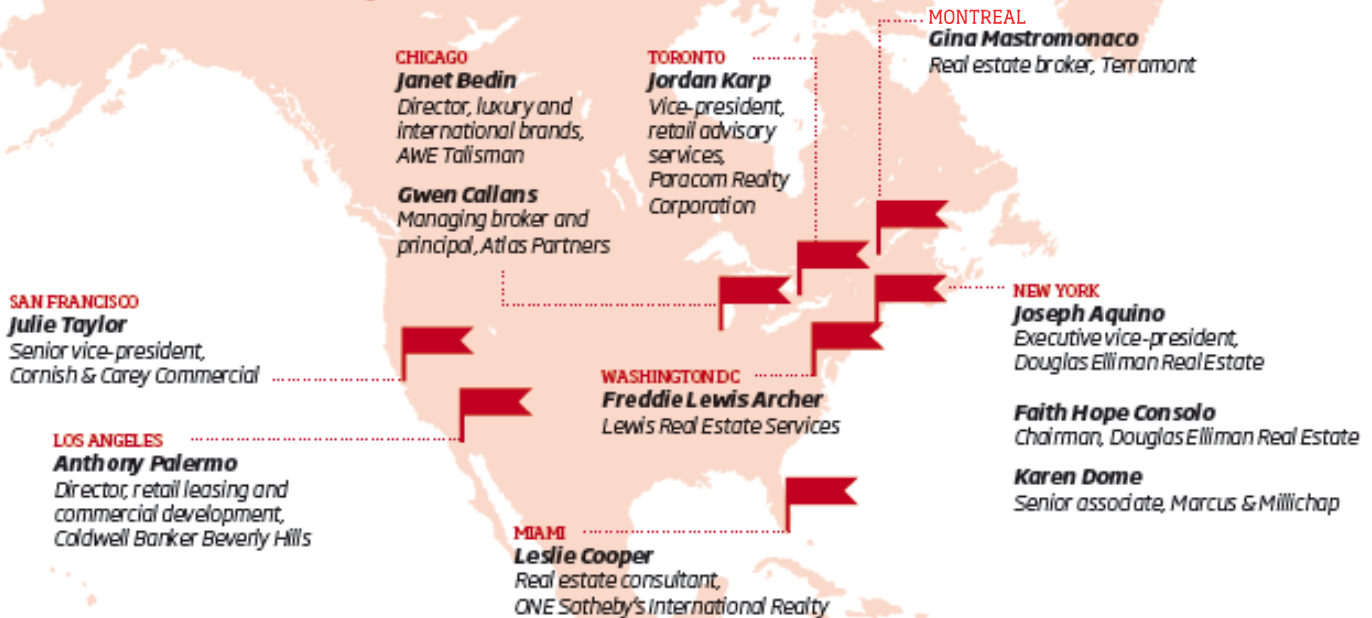 MONTREAL
Gina Mastromonaco
Real estate broker, Terramont
CHICAGO
Janet Bedin
Director, luxury and
international brands,
AWE Talisman
Gwen Callans
Managing broker and
principal, Atlas Partners
TORONTO
Jordan Karp
Vice-president,
retail advisory
services,
Paracom Realty
Corporation
SAN FRANCISCO
Julie Taylor
Senior vice-president,
Cornish & Carey Commercial
LOS ANGELES
Anthony Palermo
Director, retail leasing and
commercial development,
Coldwell Banker Beverly Hills
WASHINGTON DC
Freddie Lewis Archer
Lewis Real Estate Services
MIAMI
Leslie Cooper
Real estate consultant,
ONE Sotheby's International Realty
NEW YORK
Joseph Aquino
Executive vice-president,
Douglas Elliman Real Estate
Faith Hope Consolo
Chairman, Douglas Elliman Real Estate
Karen Dome
Senior associate, Marcus & Millichap